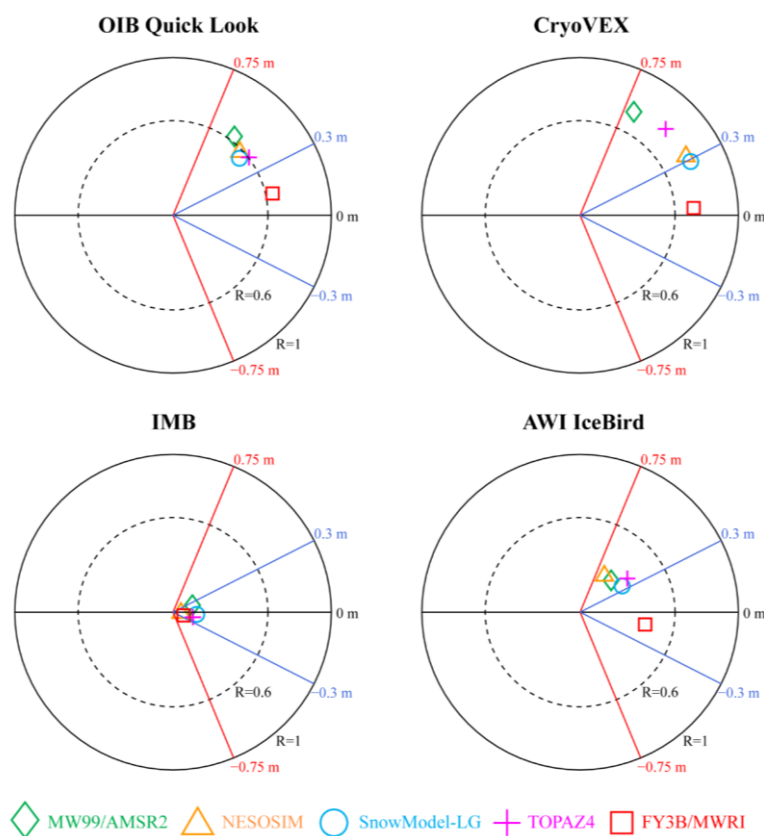 OIB Quick Look
CryoVEX
0.75 m
0.75 m
0.3 m
0.3 m
0 m
0 m
−0.3 m
−0.3 m
R=0.6
R=0.6
R=1
R=1
−0.75 m
−0.75 m
IMB
AWI IceBird
0.75 m
0.75 m
0.3 m
0.3 m
0 m
0 m
−0.3 m
−0.3 m
R=0.6
R=0.6
R=1
R=1
−0.75 m
−0.75 m
MW99/AMSR2 NESOSIM SnowModel-LG TOPAZ4 FY3B/MWRI